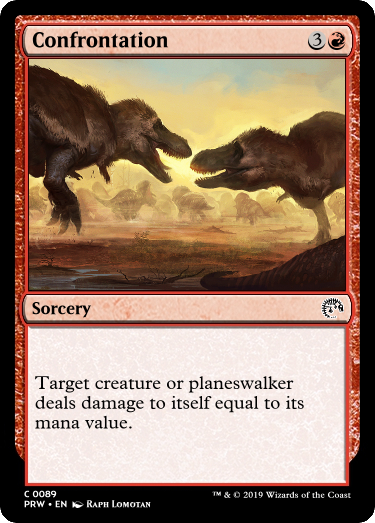 Confrontation 3
Sorcery
Target creature or planeswalker
deals damage to itself equal to its
mana value.
C 0089
PRW • EN Raph Lomotan
™ & © 2019 Wizards of the Coast